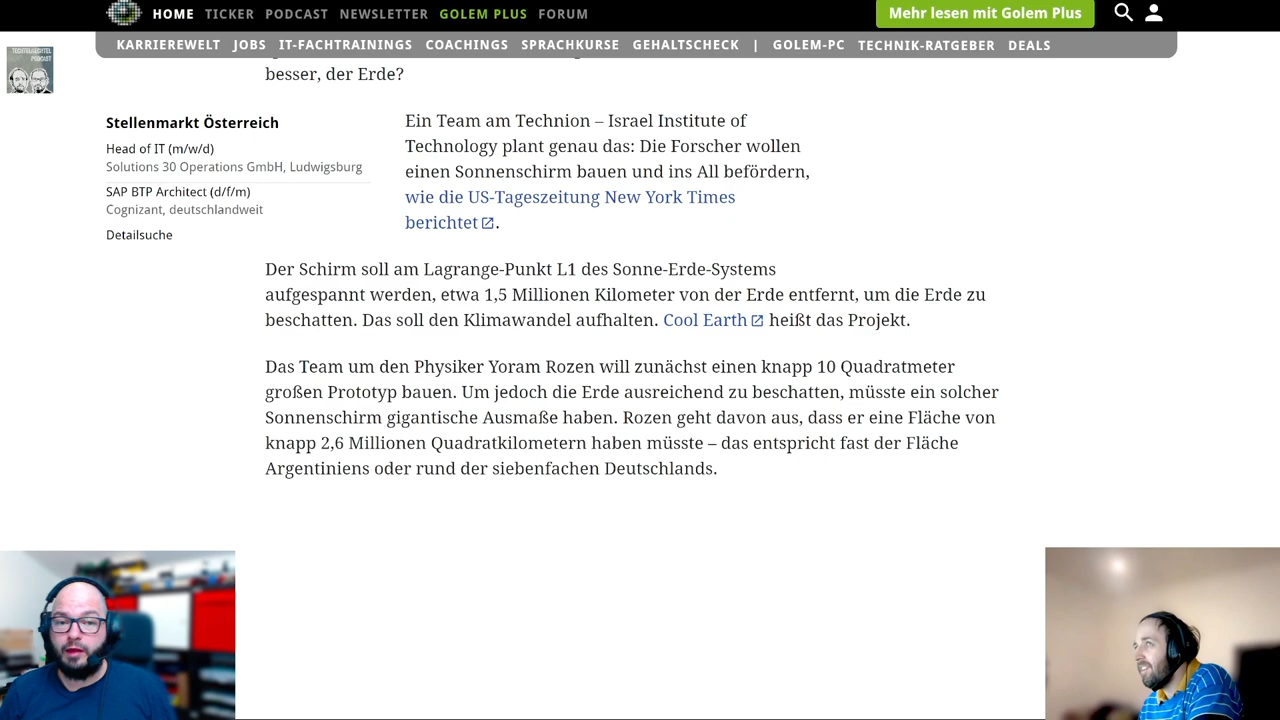 HOME TICKER PODCAST NEWSLETTER GOLEM PLUS FORUM
Mehr lesen mit Golem Plus
KARRIEREWELT JOBS IT-FACHTRAININGS COACHINGS SPRACHKURSE GEHALTSCHECK | GOLEM-PC TECHNIK-RATGEBER DEALS
TECHTELMECHTEL
PODCAST
besser, der Erde?
Stellenmarkt Österreich
Head of IT (m/w/d)
Solutions 30 Operations GmbH, Ludwigsburg
SAP BTP Architect (d/f/m)
Cognizant, deutschlandweit
Detailsuche
Ein Team am Technion – Israel Institute of
Technology plant genau das: Die Forscher wollen
einen Sonnenschirm bauen und ins All befördern,
wie die US-Tageszeitung New York Times
berichtet.
Der Schirm soll am Lagrange-Punkt L1 des Sonne-Erde-Systems
aufgespannt werden, etwa 1,5 Millionen Kilometer von der Erde entfernt, um die Erde zu
beschatten. Das soll den Klimawandel aufhalten. Cool Earth heißt das Projekt.
Das Team um den Physiker Yoram Rozen will zunächst einen knapp 10 Quadratmeter
großen Prototyp bauen. Um jedoch die Erde ausreichend zu beschatten, müsste ein solcher
Sonnenschirm gigantische Ausmaße haben. Rozen geht davon aus, dass er eine Fläche von
knapp 2,6 Millionen Quadratkilometern haben müsste – das entspricht fast der Fläche
Argentiniens oder rund der siebenfachen Deutschlands.